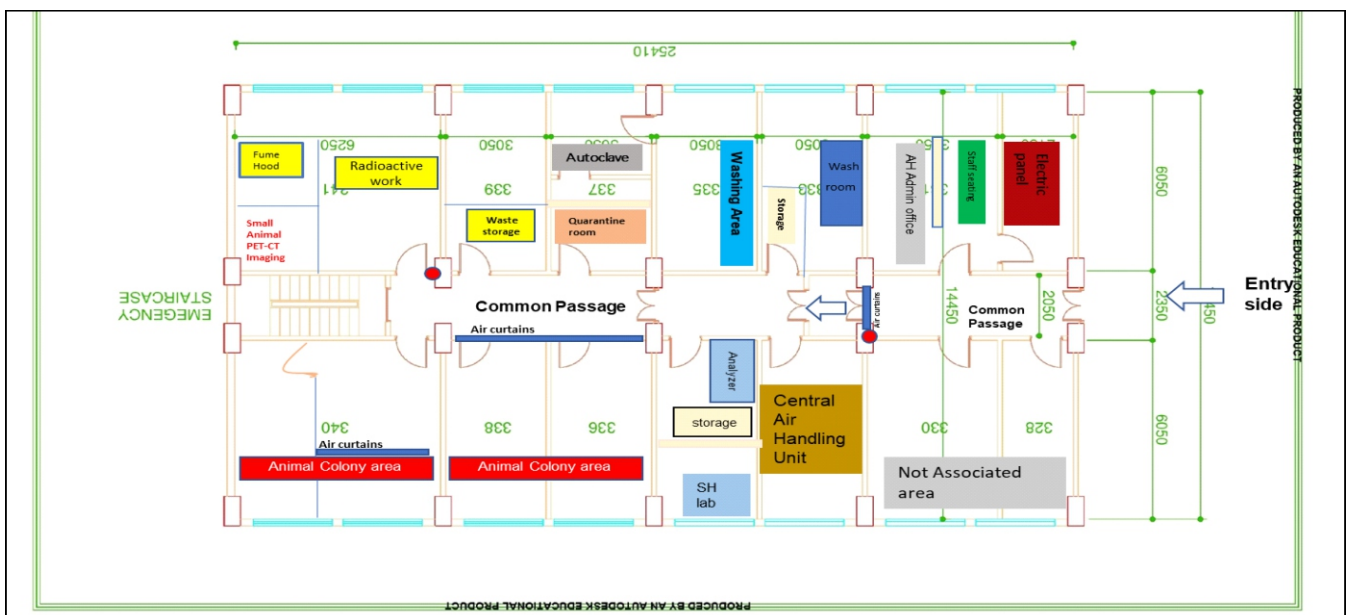 25410
PRODUCED BY AN AUTODESK EDUCATIONAL PRODUCT
6250
3050
3050
3050
6050
Fume
Hood
Radioactive
work
Autoclave
Washing Area
Wash
room
AH Admin office
Staff seating
Electric
panel
341
339
337
335
333
Small
Animal
PET-CT
Imaging
Waste
storage
Quarantine
room
Storage
EMEGENCY
STAIRCASE
Common Passage
Air curtains
Air curtains
14450
Common
Passage
2050
2350
450
Entry
side
Analyzer
storage
Central
Air
Handling
Unit
340
338
336
330
328
6050
Air curtains
Animal Colony area
Animal Colony area
SH
lab
Not Associated
area
PRODUCED BY AN AUTODESK EDUCATIONAL PRODUCT